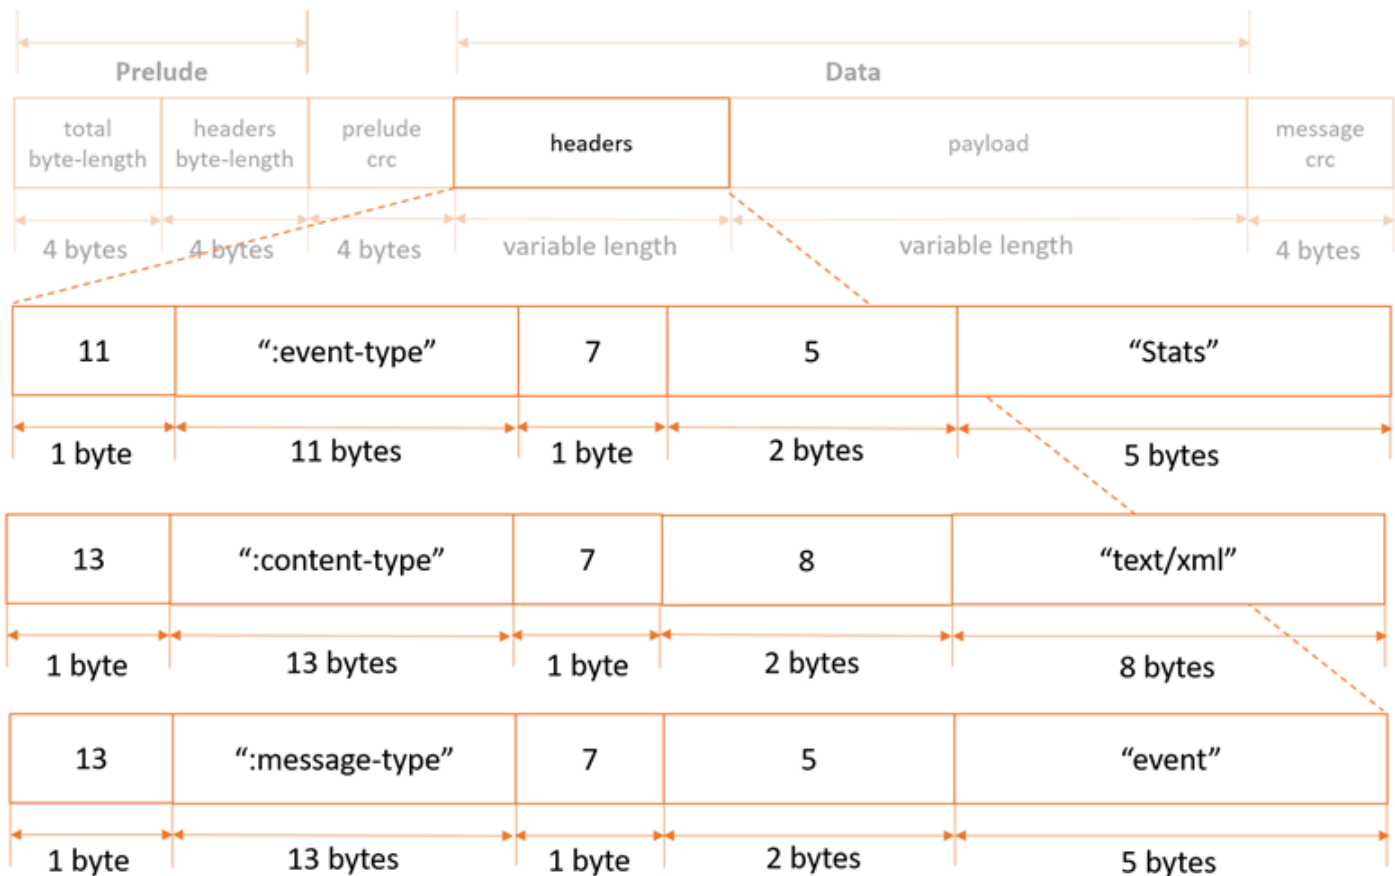 Prelude
Data
total
byte-length
headers
byte-length
prelude
crc
headers
payload
message
crc
4 bytes
4 bytes
4 bytes
variable length
variable length
4 bytes
11
“:event-type”
7
5
“Stats”
1 byte
11 bytes
1 byte
2 bytes
5 bytes
13
“:content-type”
7
8
“text/xml”
1 byte
13 bytes
1 byte
2 bytes
8 bytes
13
“:message-type”
7
5
“event”
1 byte
13 bytes
1 byte
2 bytes
5 bytes